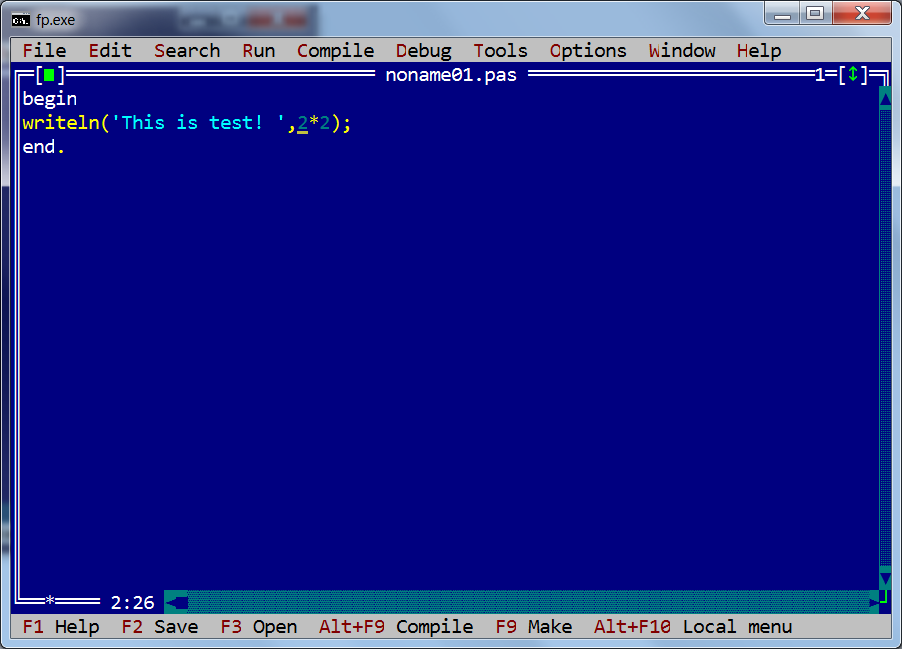 fp.exe
File Edit Search Run Compile Debug Tools Options Window Help
noname01.pas 1
begin
writeln('This is test! ',2*2);
end.
* 2:26
F1 Help F2 Save F3 Open Alt+F9 Compile F9 Make Alt+F10 Local menu